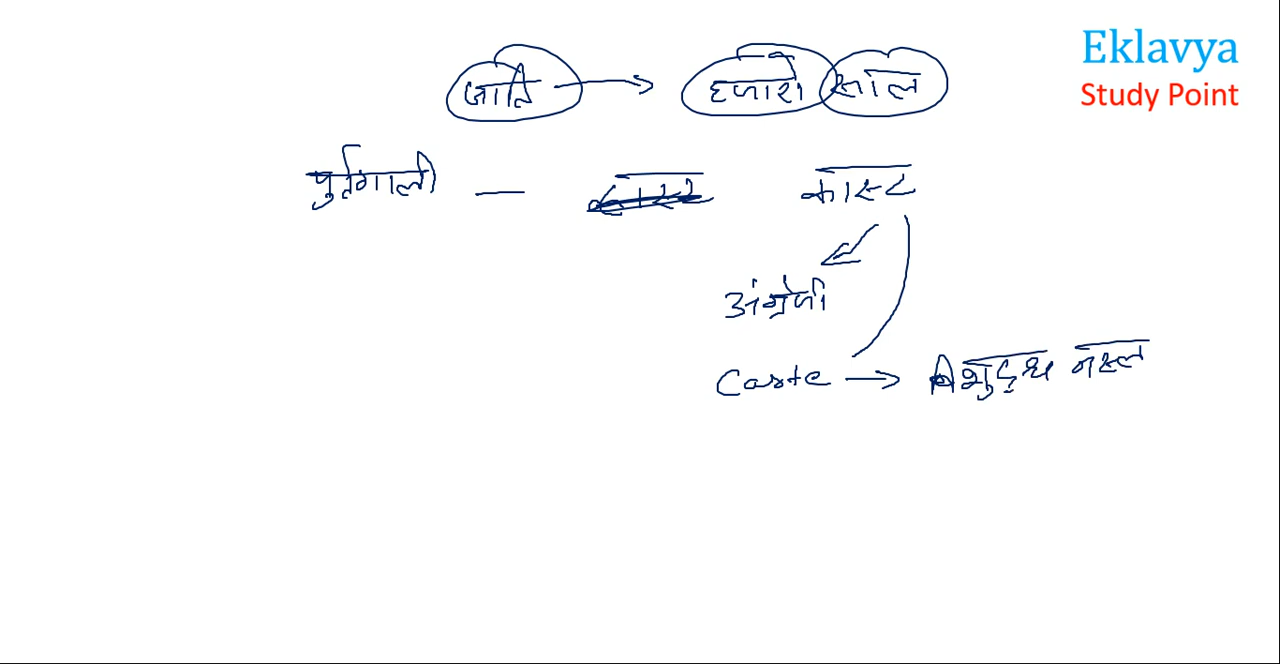 Eklavya
Study Point
जाति → हजारो साल
पुर्तगाली — कास्ट
अंग्रेजी
Caste → विशुद्ध नस्ल